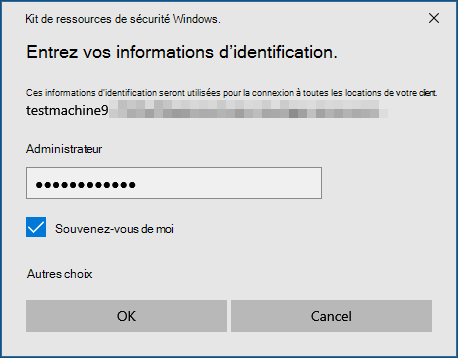 Kit de ressources de sécurité Windows.
Entrez vos informations d'identification.
Ces informations d'identification seront utilisées pour la connexion à toutes les locations de votre client.
testmachine9
Administrateur
Souvenez-vous de moi
Autres choix
OK
Cancel